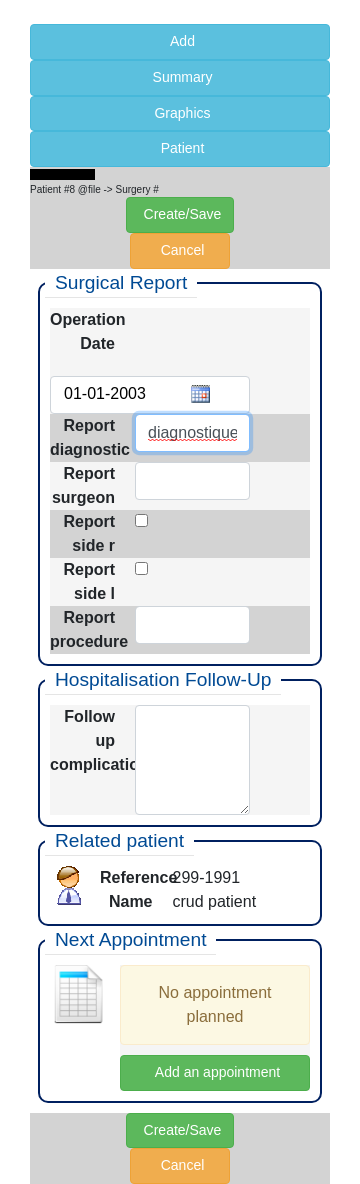 Add
Summary
Graphics
Patient
Patient #8 @file -> Surgery #
Create/Save
Cancel
Surgical Report
Operation
Date
01-01-2003
Report
diagnostic
diagnostique
Report
surgeon
Report
side r
Report
side l
Report
procedure
Hospitalisation Follow-Up
Follow
up
complicatio
Related patient
Reference 299-1991
Name crud patient
Next Appointment
No appointment
planned
Add an appointment
Create/Save
Cancel